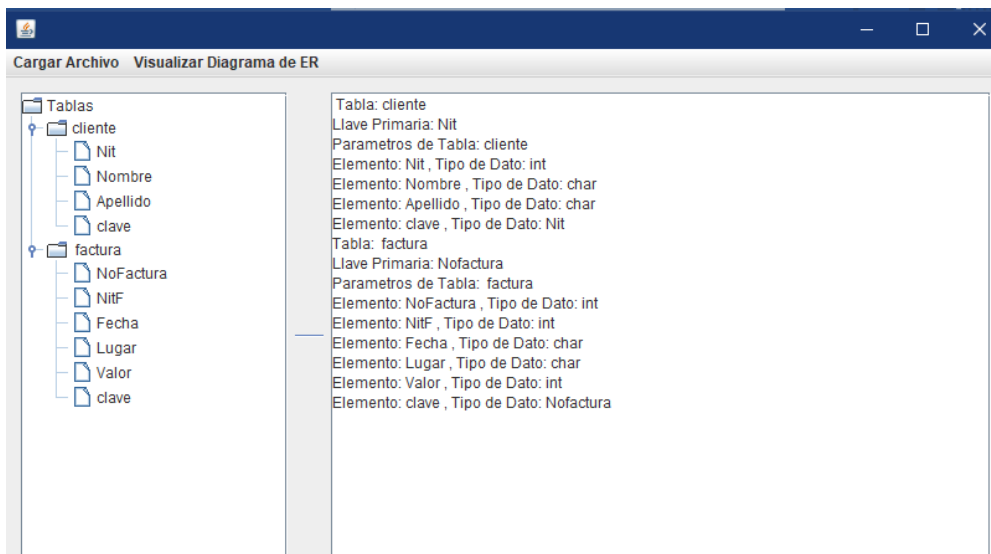 Cargar Archivo Visualizar Diagrama de ER
Tablas
cliente
Nit
Nombre
Apellido
clave
factura
NoFactura
NitF
Fecha
Lugar
Valor
clave
Tabla: cliente
Llave Primaria: Nit
Parametros de Tabla: cliente
Elemento: Nit , Tipo de Dato: int
Elemento: Nombre , Tipo de Dato: char
Elemento: Apellido , Tipo de Dato: char
Elemento: clave , Tipo de Dato: Nit
Tabla: factura
Llave Primaria: Nofactura
Parametros de Tabla: factura
Elemento: NoFactura , Tipo de Dato: int
Elemento: NitF , Tipo de Dato: int
Elemento: Fecha , Tipo de Dato: char
Elemento: Lugar , Tipo de Dato: char
Elemento: Valor , Tipo de Dato: int
Elemento: clave , Tipo de Dato: Nofactura